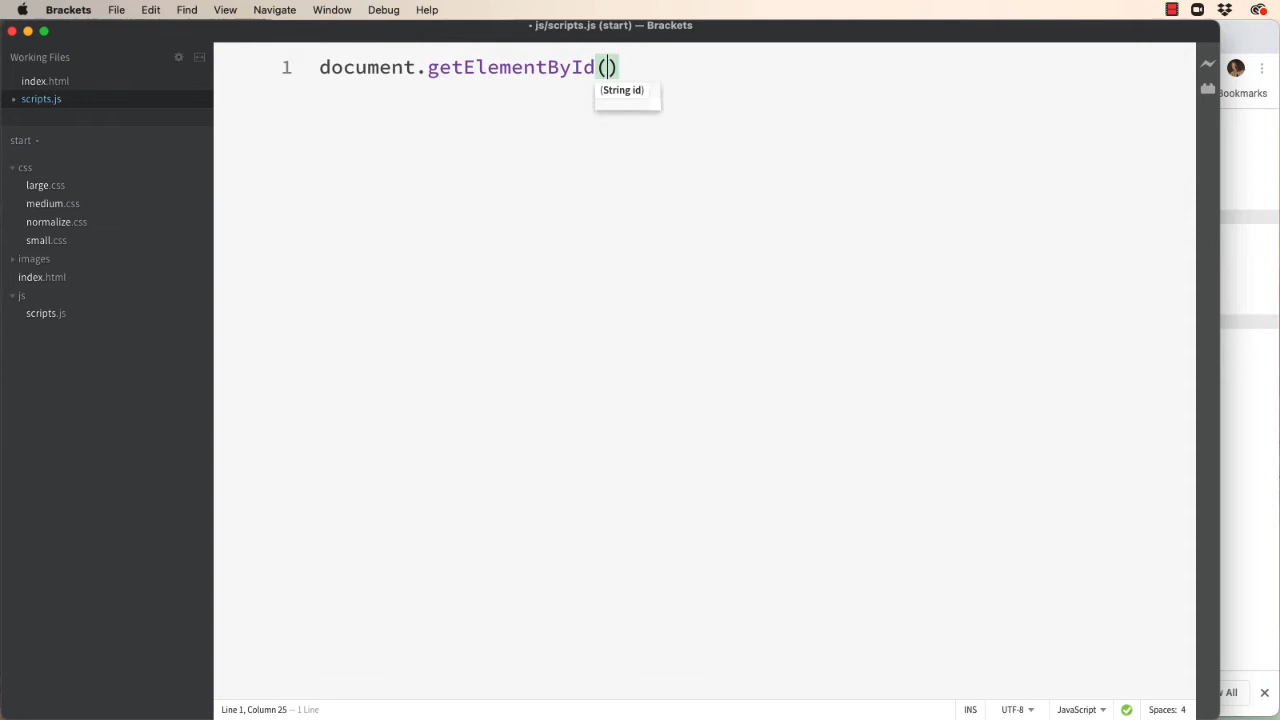 Brackets File Edit Find View Navigate Window Debug Help
• js/scripts.js (start) — Brackets
Working Files
index.html
• scripts.js
start
css
large.css
medium.css
normalize.css
small.css
images
index.html
js
scripts.js
1 document.getElementById()
(String id)
Bookmarks
All
Line 1, Column 25 — 1 Line
INS UTF-8 JavaScript Spaces: 4